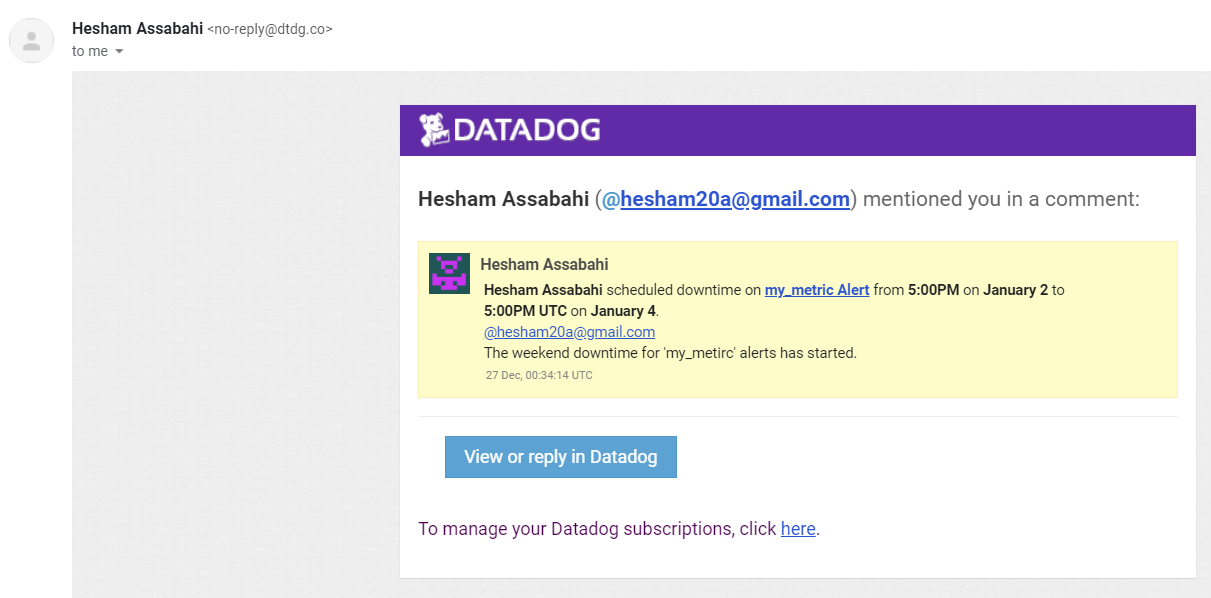 Hesham Assabahi <no-reply@dtdg.co>
to me
DATADOG
Hesham Assabahi (@hesham20a@gmail.com) mentioned you in a comment:
Hesham Assabahi
Hesham Assabahi scheduled downtime on my_metric Alert from 5:00PM on January 2 to
5:00PM UTC on January 4.
@hesham20a@gmail.com
The weekend downtime for 'my_metirc' alerts has started.
27 Dec, 00:34:14 UTC
View or reply in Datadog
To manage your Datadog subscriptions, click here.